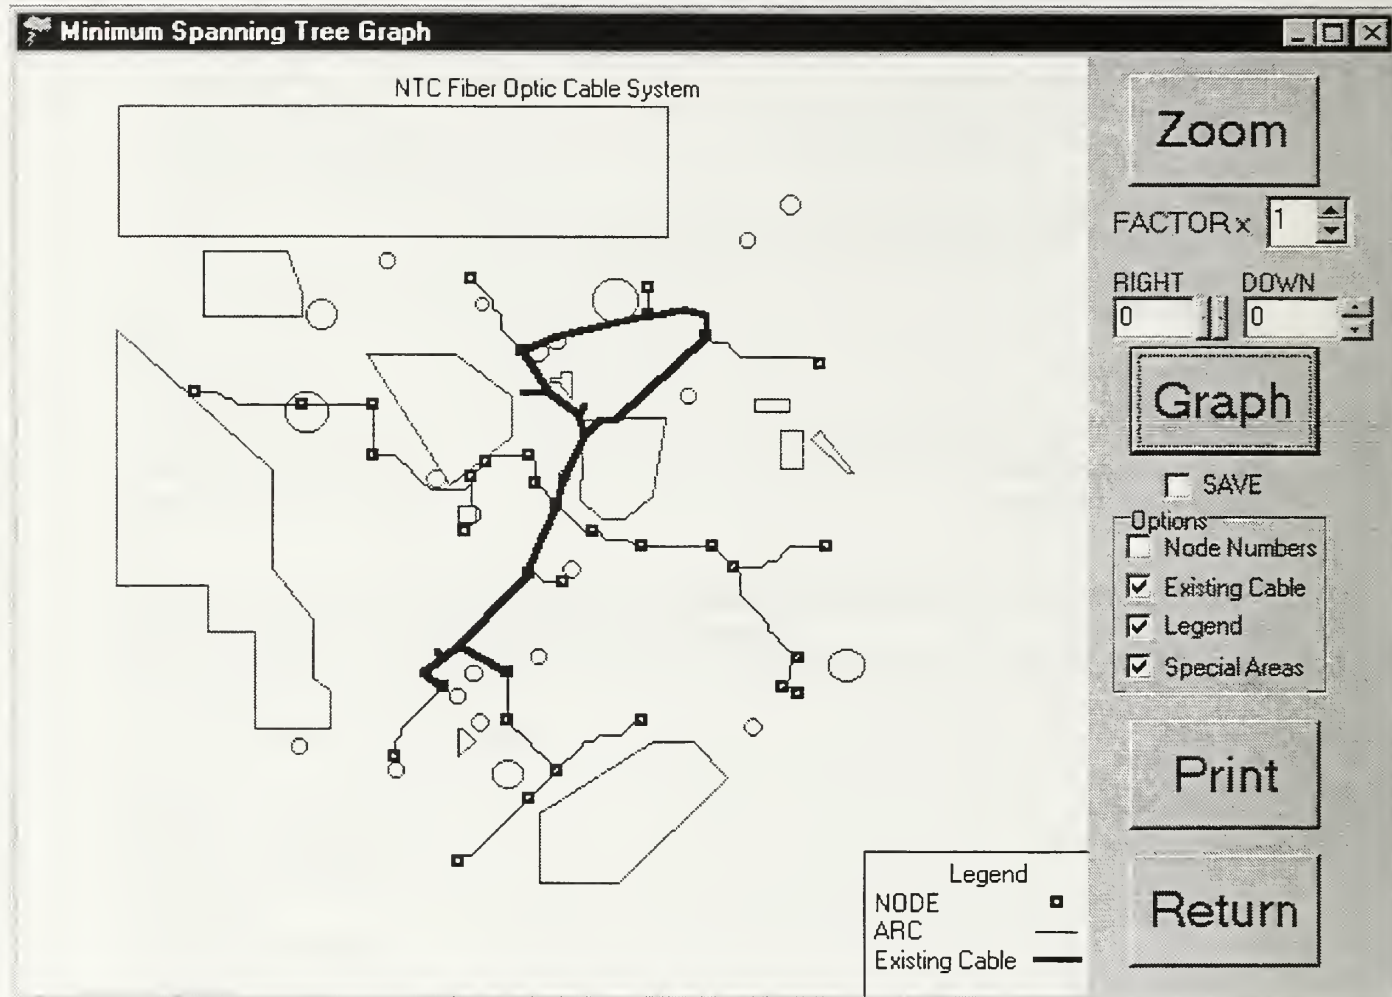 Minimum Spanning Tree Graph
NTC Fiber Optic Cable System
Zoom
FACTOR x 1
RIGHT DOWN
0 0
Graph
SAVE
Options
Node Numbers
Existing Cable
Legend
Special Areas
Print
Return
Legend
NODE
ARC
Existing Cable